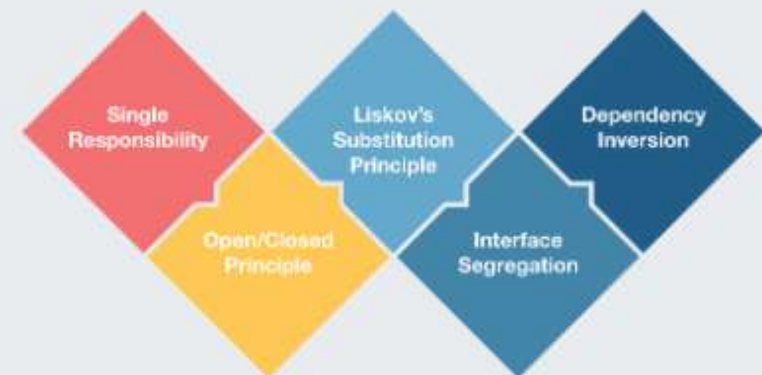 Single
Responsibility
Open/Closed
Principle
Liskov's
Substitution
Principle
Interface
Segregation
Dependency
Inversion